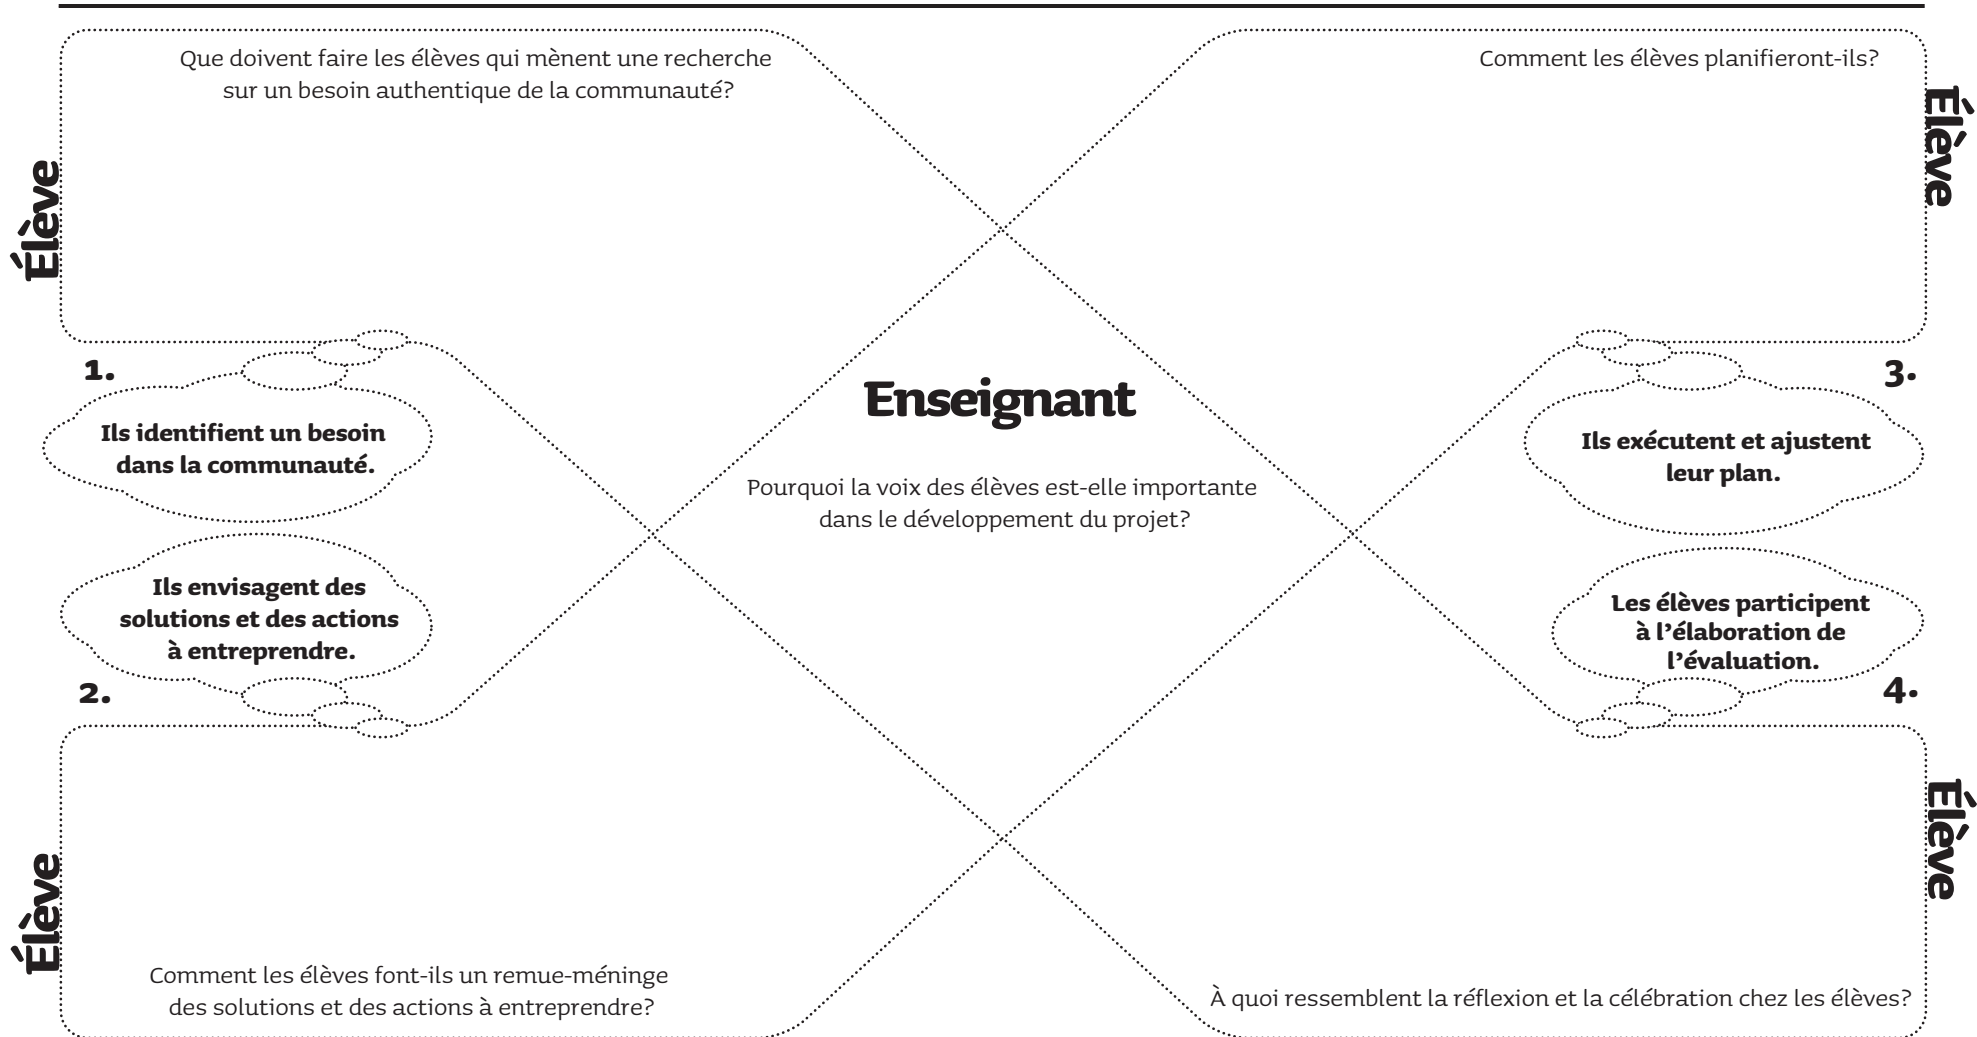 Que doivent faire les élèves qui mènent une recherche
sur un besoin authentique de la communauté?
Élève
1.
Ils identifient un besoin
dans la communauté.
Ils envisagent des
solutions et des actions
à entreprendre.
2.
Élève
Comment les élèves font-ils un remue-méninge
des solutions et des actions à entreprendre?
Enseignant
Pourquoi la voix des élèves est-elle importante
dans le développement du projet?
Comment les élèves planifieront-ils?
Élève
3.
Ils exécutent et ajustent
leur plan.
Les élèves participent
à l’élaboration de
l’évaluation.
4.
Élève
À quoi ressemblent la réflexion et la célébration chez les élèves?